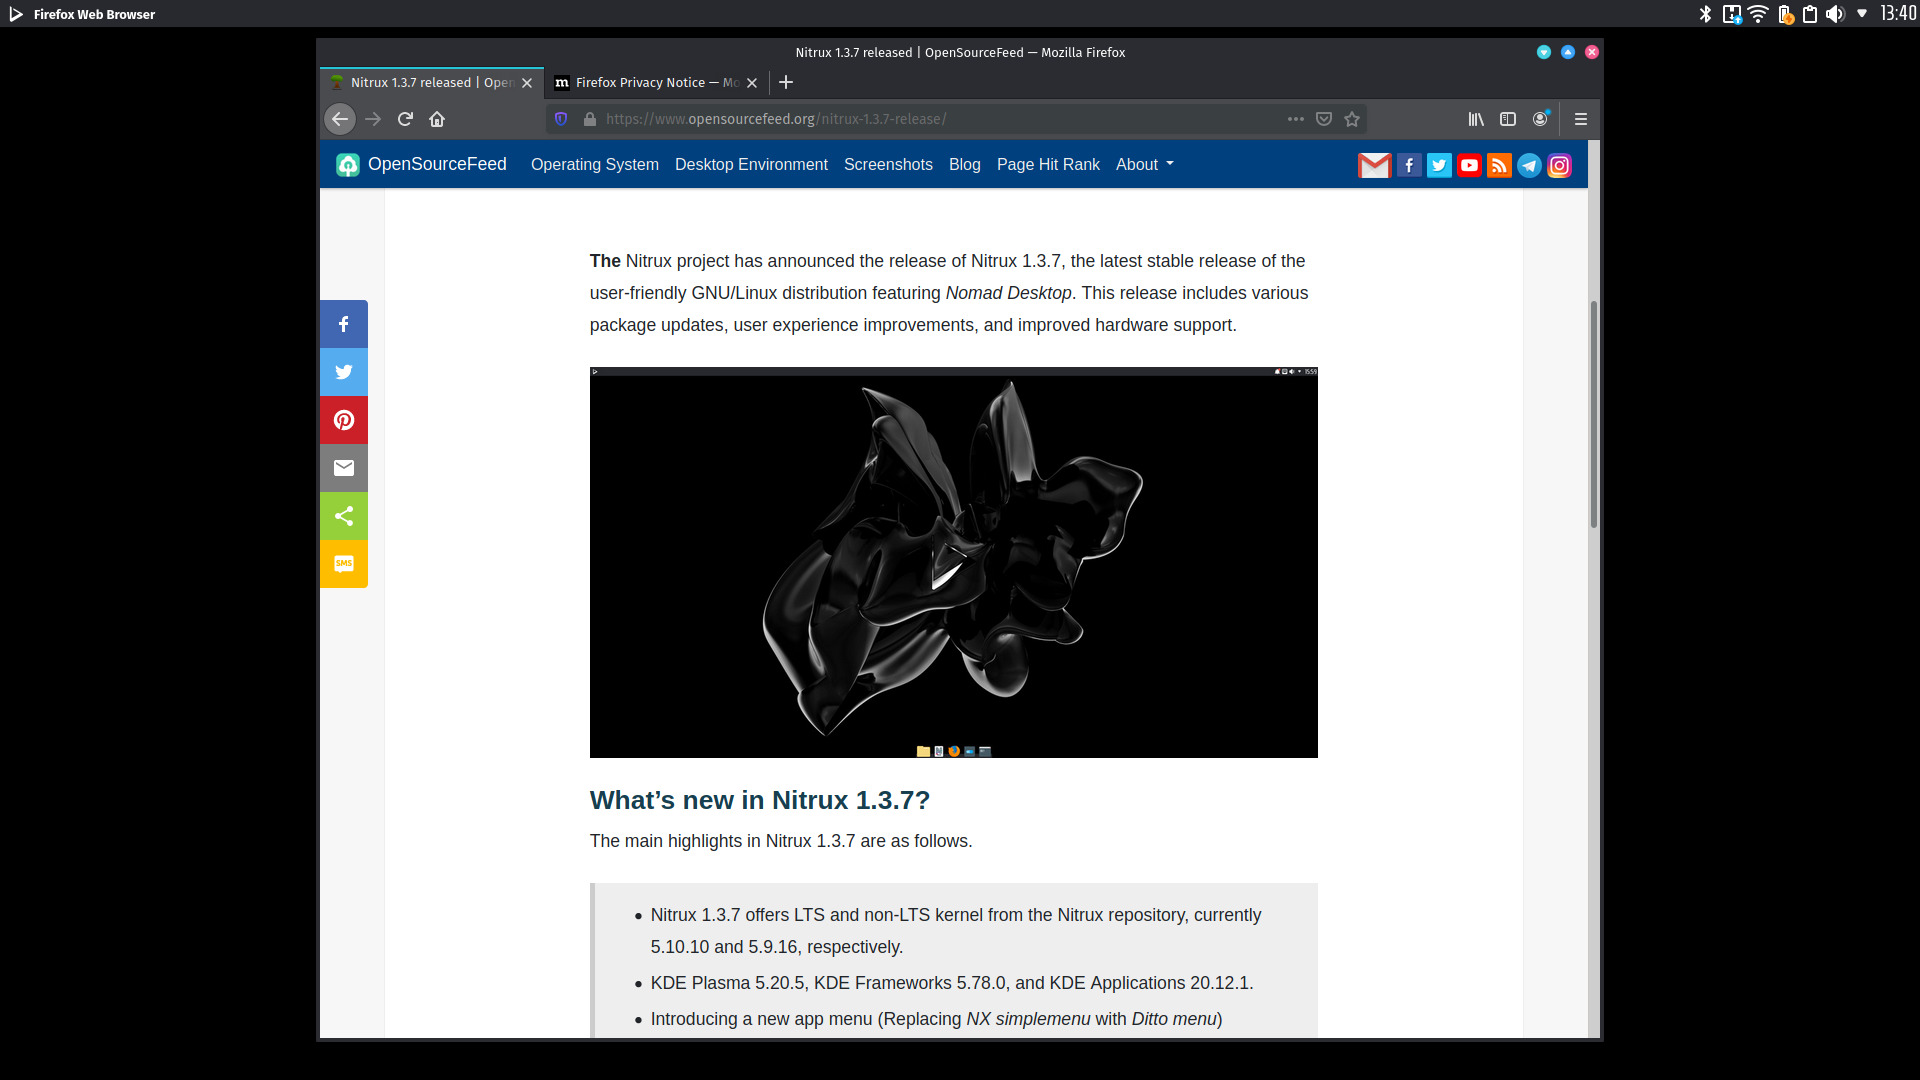 Firefox Web Browser
13:40
Nitrux 1.3.7 released | OpenSourceFeed — Mozilla Firefox
Nitrux 1.3.7 released | Open
m Firefox Privacy Notice — Mo
https://www.opensourcefeed.org/nitrux-1.3.7-release/
OpenSourceFeed Operating System Desktop Environment Screenshots Blog Page Hit Rank About
The Nitrux project has announced the release of Nitrux 1.3.7, the latest stable release of the
user-friendly GNU/Linux distribution featuring Nomad Desktop. This release includes various
package updates, user experience improvements, and improved hardware support.
SMS
15:59
What’s new in Nitrux 1.3.7?
The main highlights in Nitrux 1.3.7 are as follows.
• Nitrux 1.3.7 offers LTS and non-LTS kernel from the Nitrux repository, currently
5.10.10 and 5.9.16, respectively.
• KDE Plasma 5.20.5, KDE Frameworks 5.78.0, and KDE Applications 20.12.1.
• Introducing a new app menu (Replacing NX simplemenu with Ditto menu)